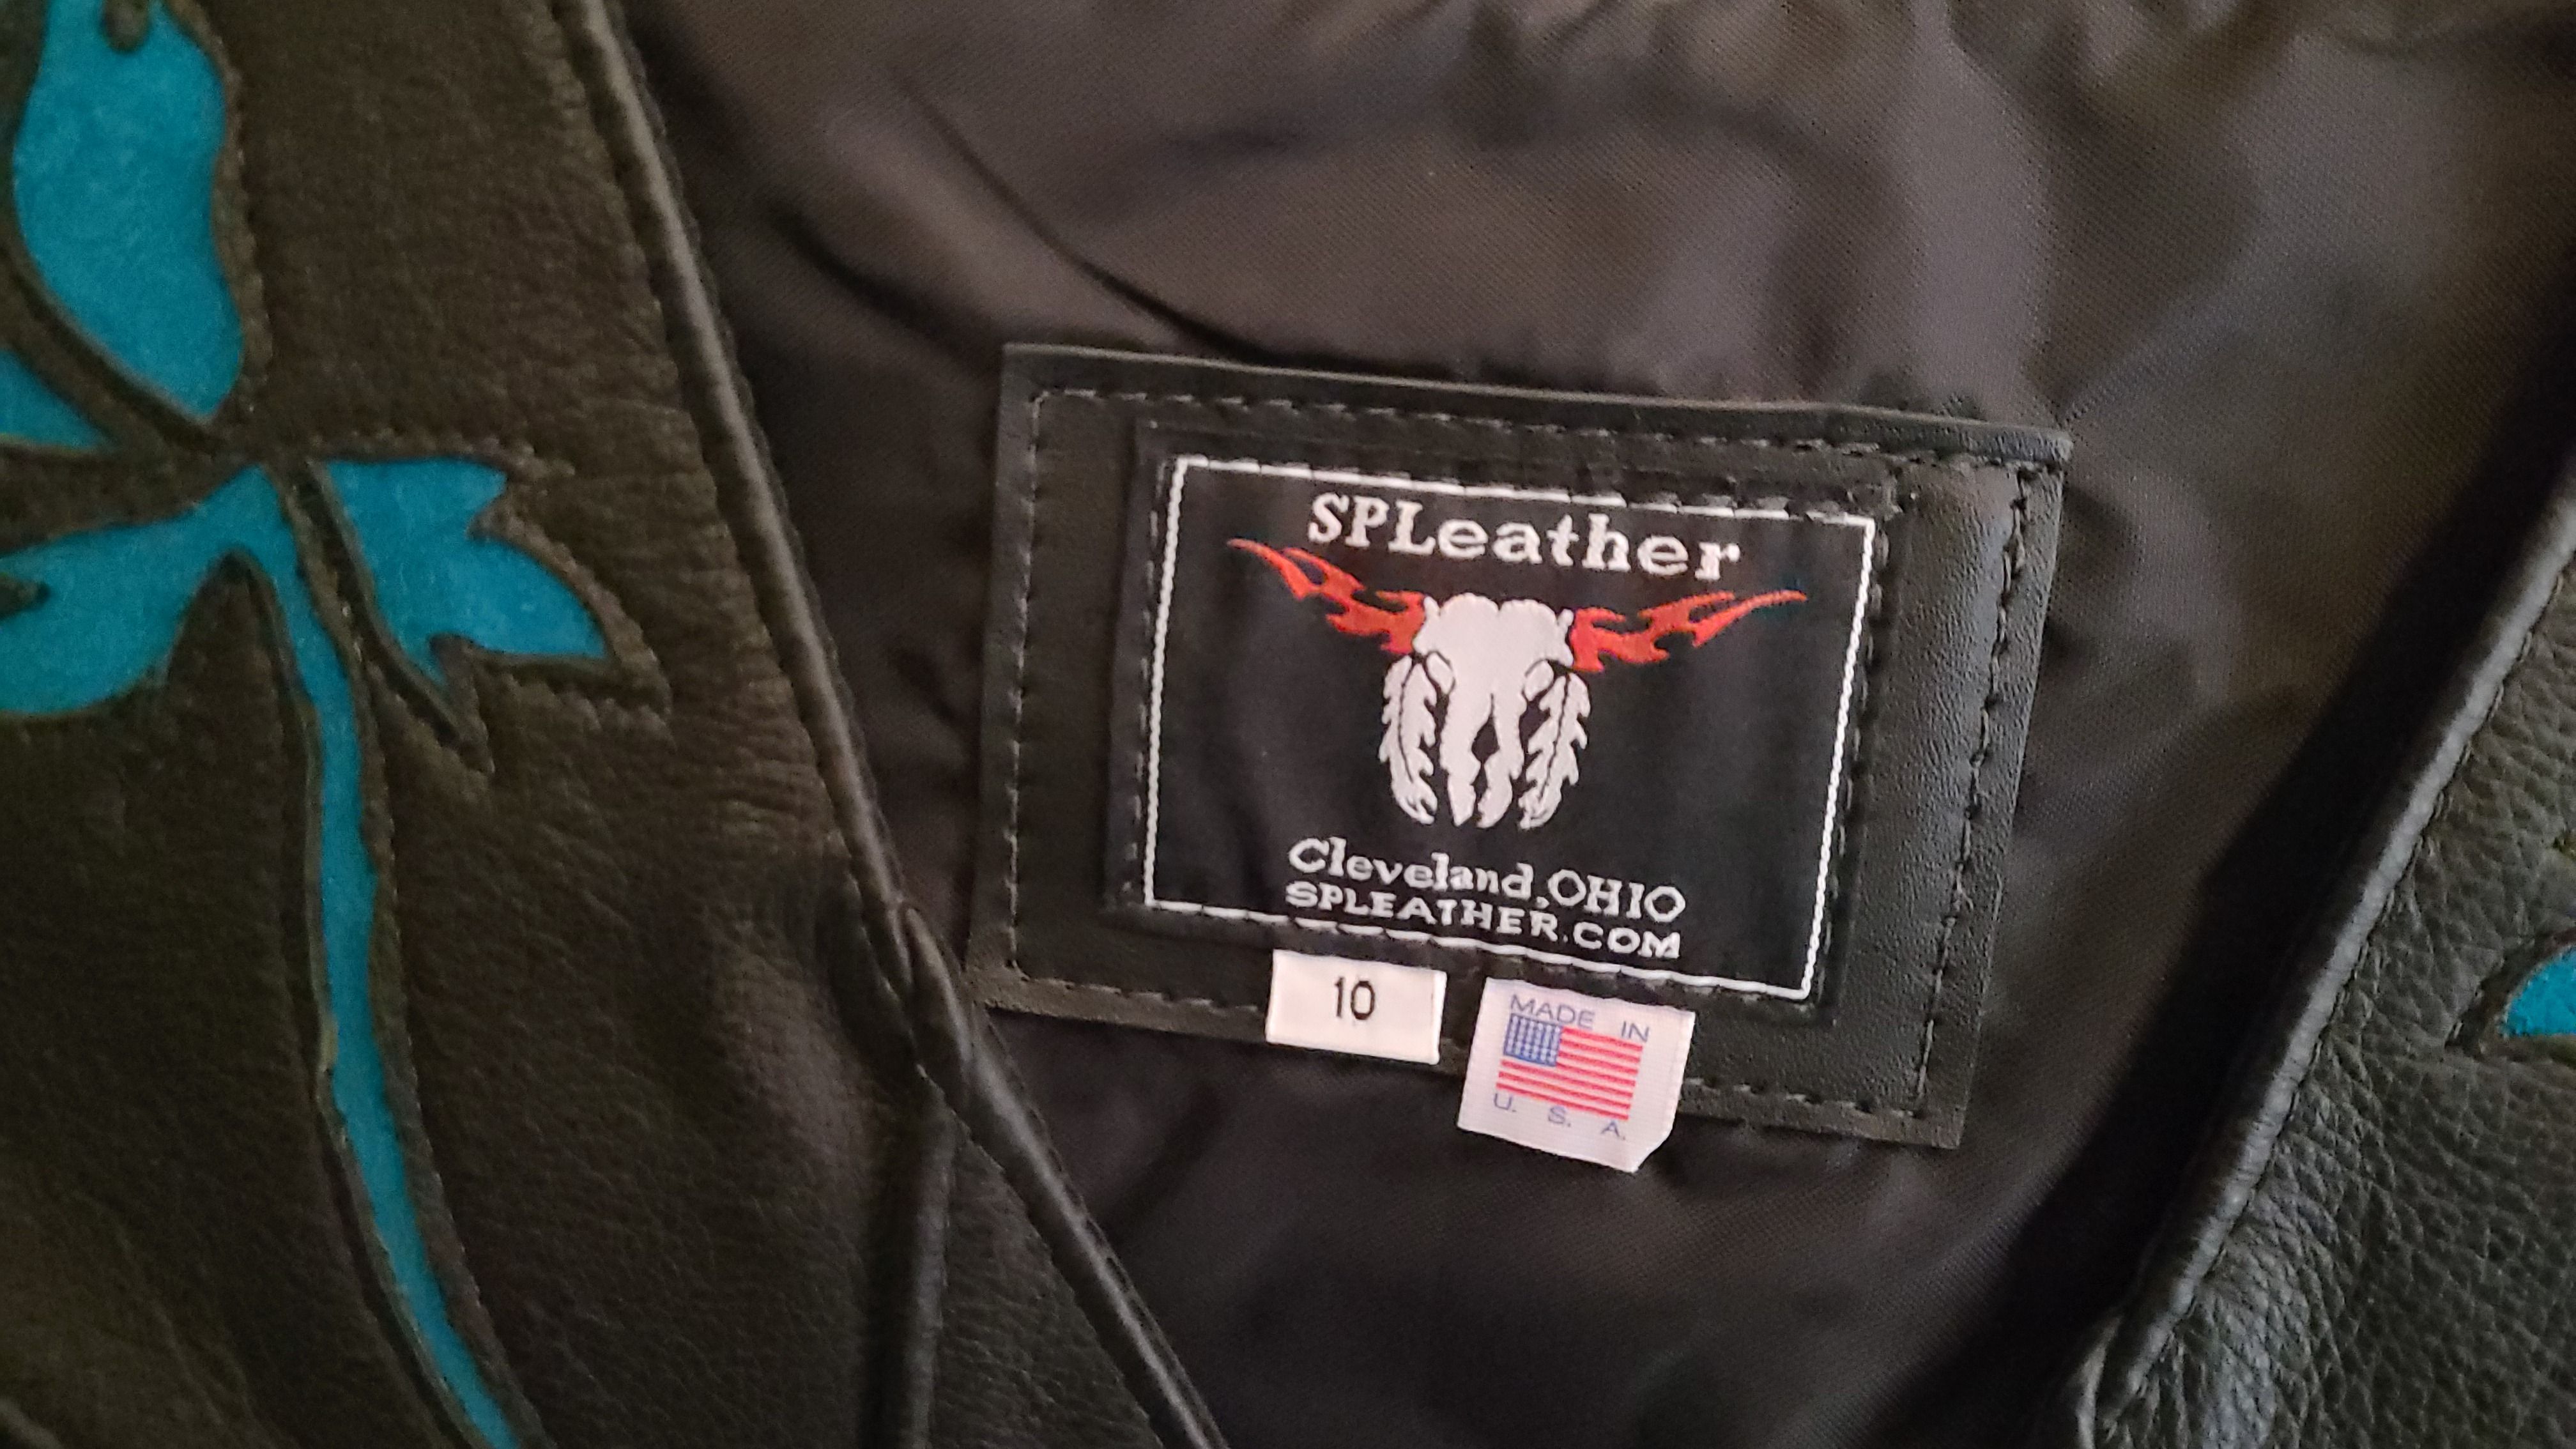 SPLeather
Cleveland,OHIO
SPLEATHER.COM
10
MADE IN
U. S. A.